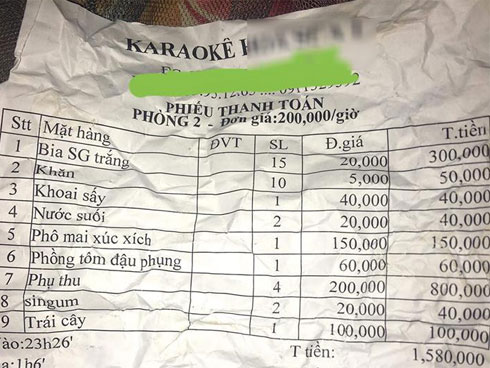 KARAOKÊ
PHIẾU THANH TOÁN
PHÒNG 2 - Đơn giá:200,000/giờ
Stt Mặt hàng ĐVT SL Đ.giá T.tiền
1 Bia SG trắng 15 20,000 300,000
2 Khăn 10 5,000 50,000
3 Khoai sấy 1 40,000 40,000
4 Nước suối 2 20,000 40,000
5 Phô mai xúc xích 1 150,000 150,000
6 Phồng tôm đậu phụng 1 60,000 60,000
7 Phụ thu 4 200,000 800,000
8 singum 2 20,000 40,000
9 Trái cây 1 100,000 100,000
ào:23h26' T tiền: 1,580,000
a:1h6'